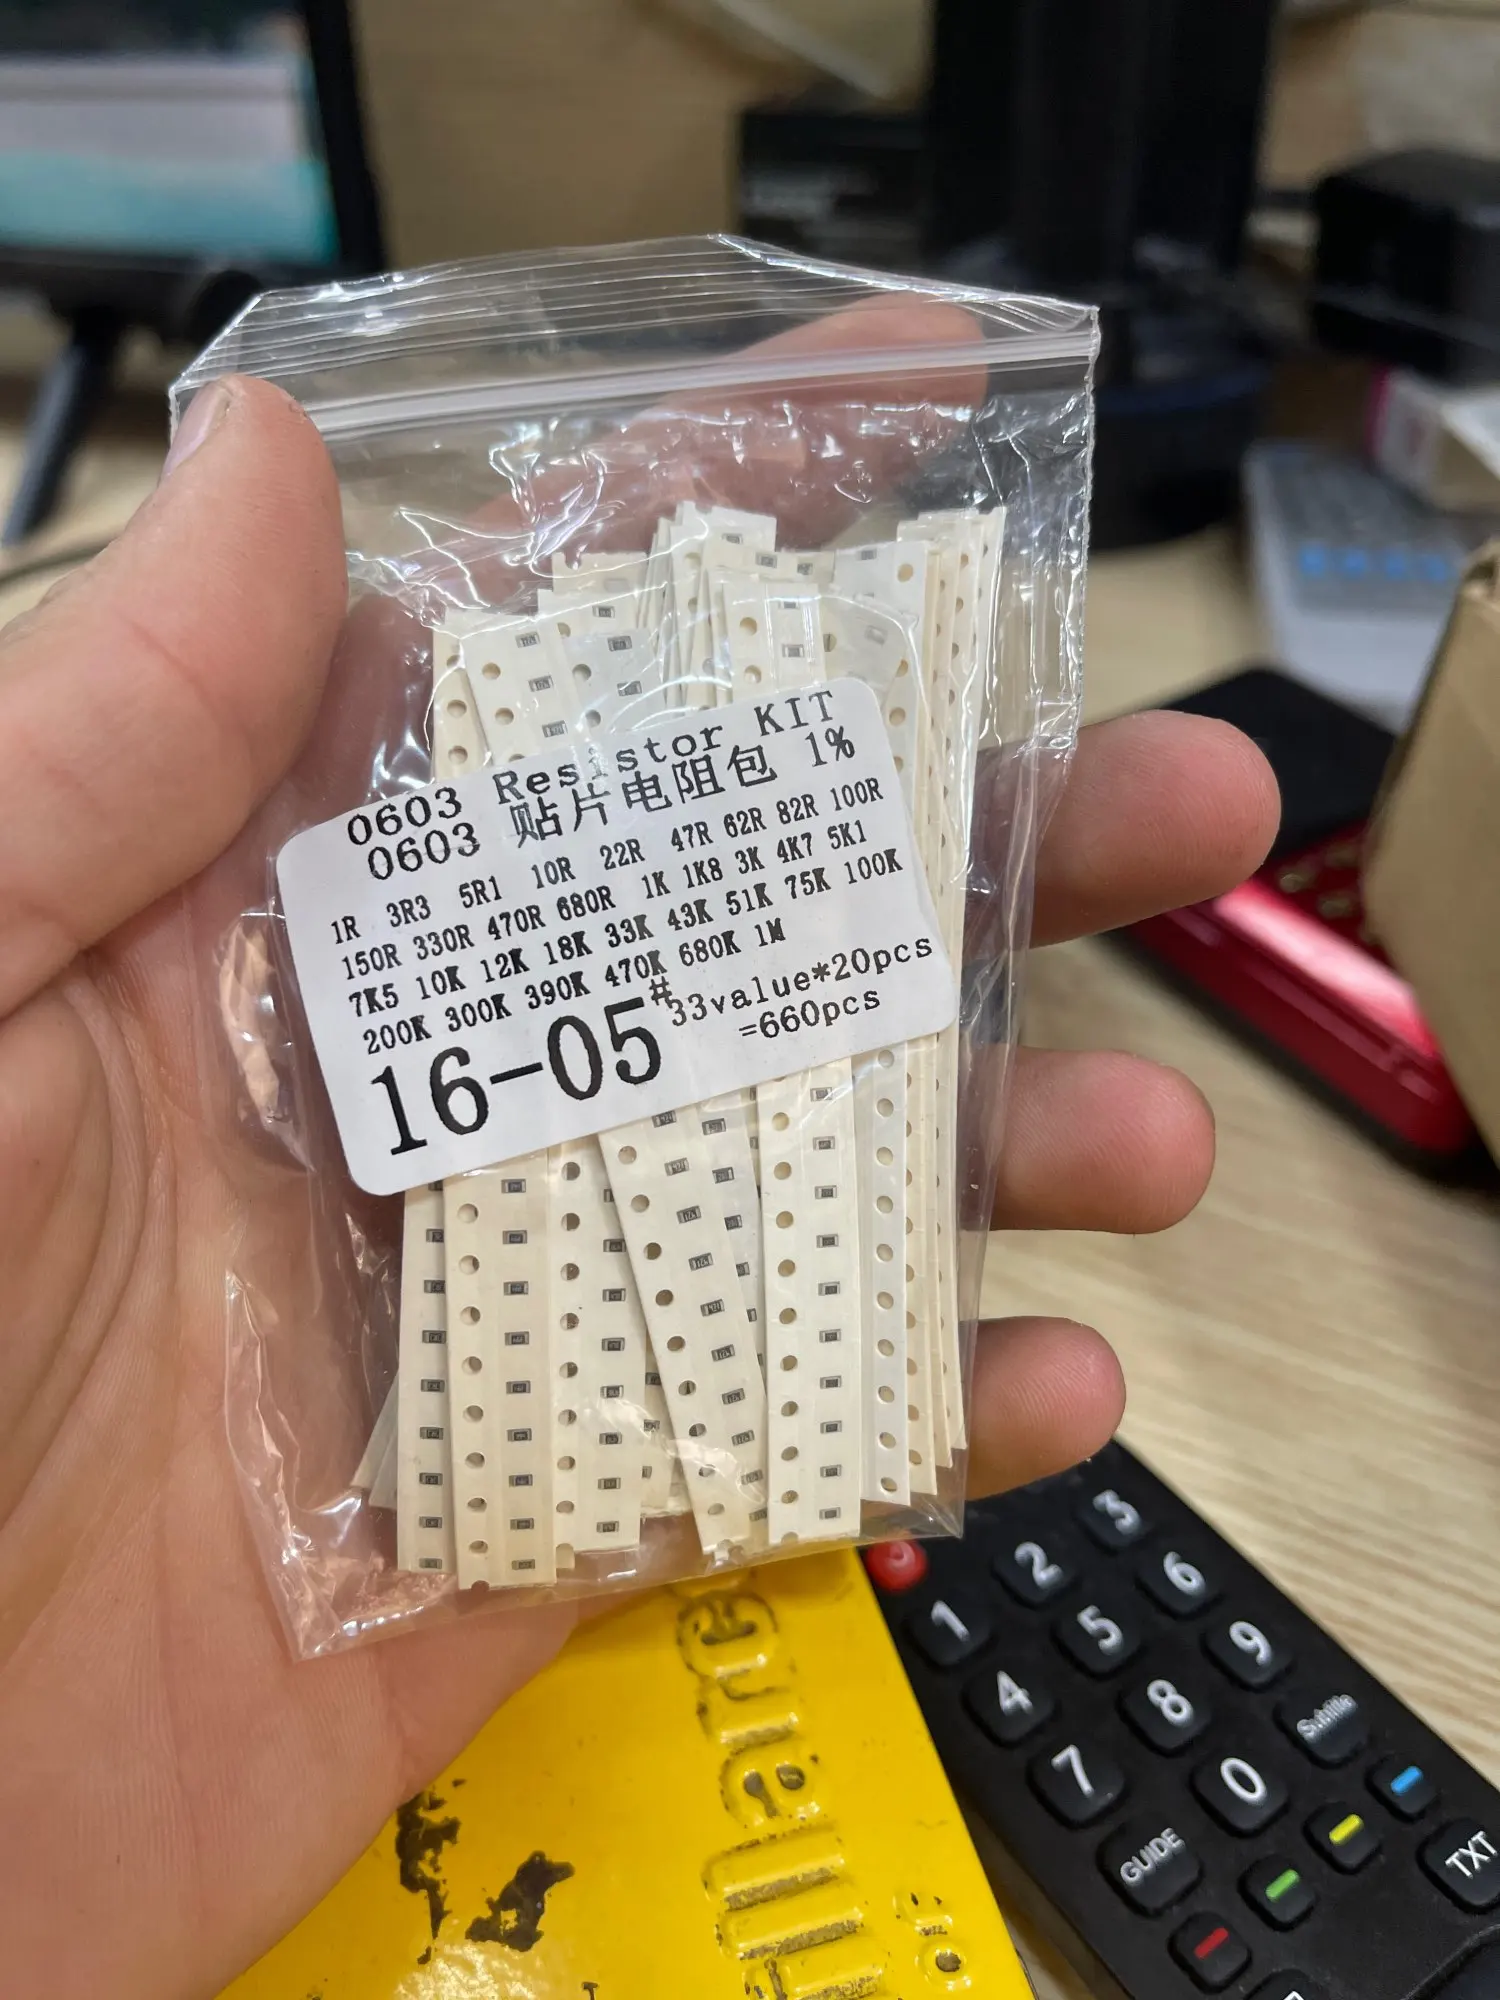 0603 Resistor KIT
0603 贴片电阻包 1%
1R 3R3 5R1 10R 22R 47R 62R 82R 100R
150R 330R 470R 680R 1K 1K8 3K 4K7 5K1
7K5 10K 12K 18K 33K 43K 51K 75K 100K
200K 300K 390K 470K 680K 1M
16-05# 33value*20pcs
=660pcs
1 2 3
4 5 6
7 8 9
0
Subtitle
GUIDE
TXT